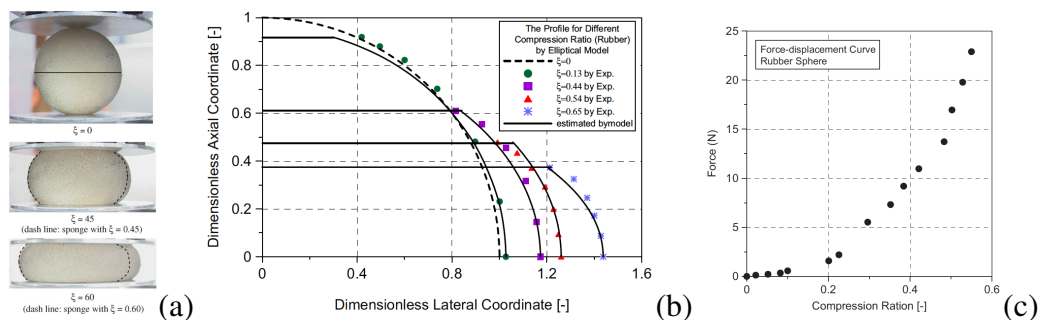 ξ = 0
ξ = 45
(dash line: sponge with ξ = 0.45)
ξ = 60
(dash line: sponge with ξ = 0.60)
(a)
Dimensionless Axial Coordinate [-]
1
0.8
0.6
0.4
0.2
0
0
0.4
0.8
1.2
1.6
Dimensionless Lateral Coordinate [-]
The Profile for Different
Compression Ratio (Rubber)
by Elliptical Model
ξ=0
ξ=0.13 by Exp.
ξ=0.44 by Exp.
ξ=0.54 by Exp.
ξ=0.65 by Exp.
estimated bymodel
(b)
Force-displacement Curve
Rubber Sphere
Force (N)
25
20
15
10
5
0
0
0.2
0.4
0.6
Compression Ration [-]
(c)